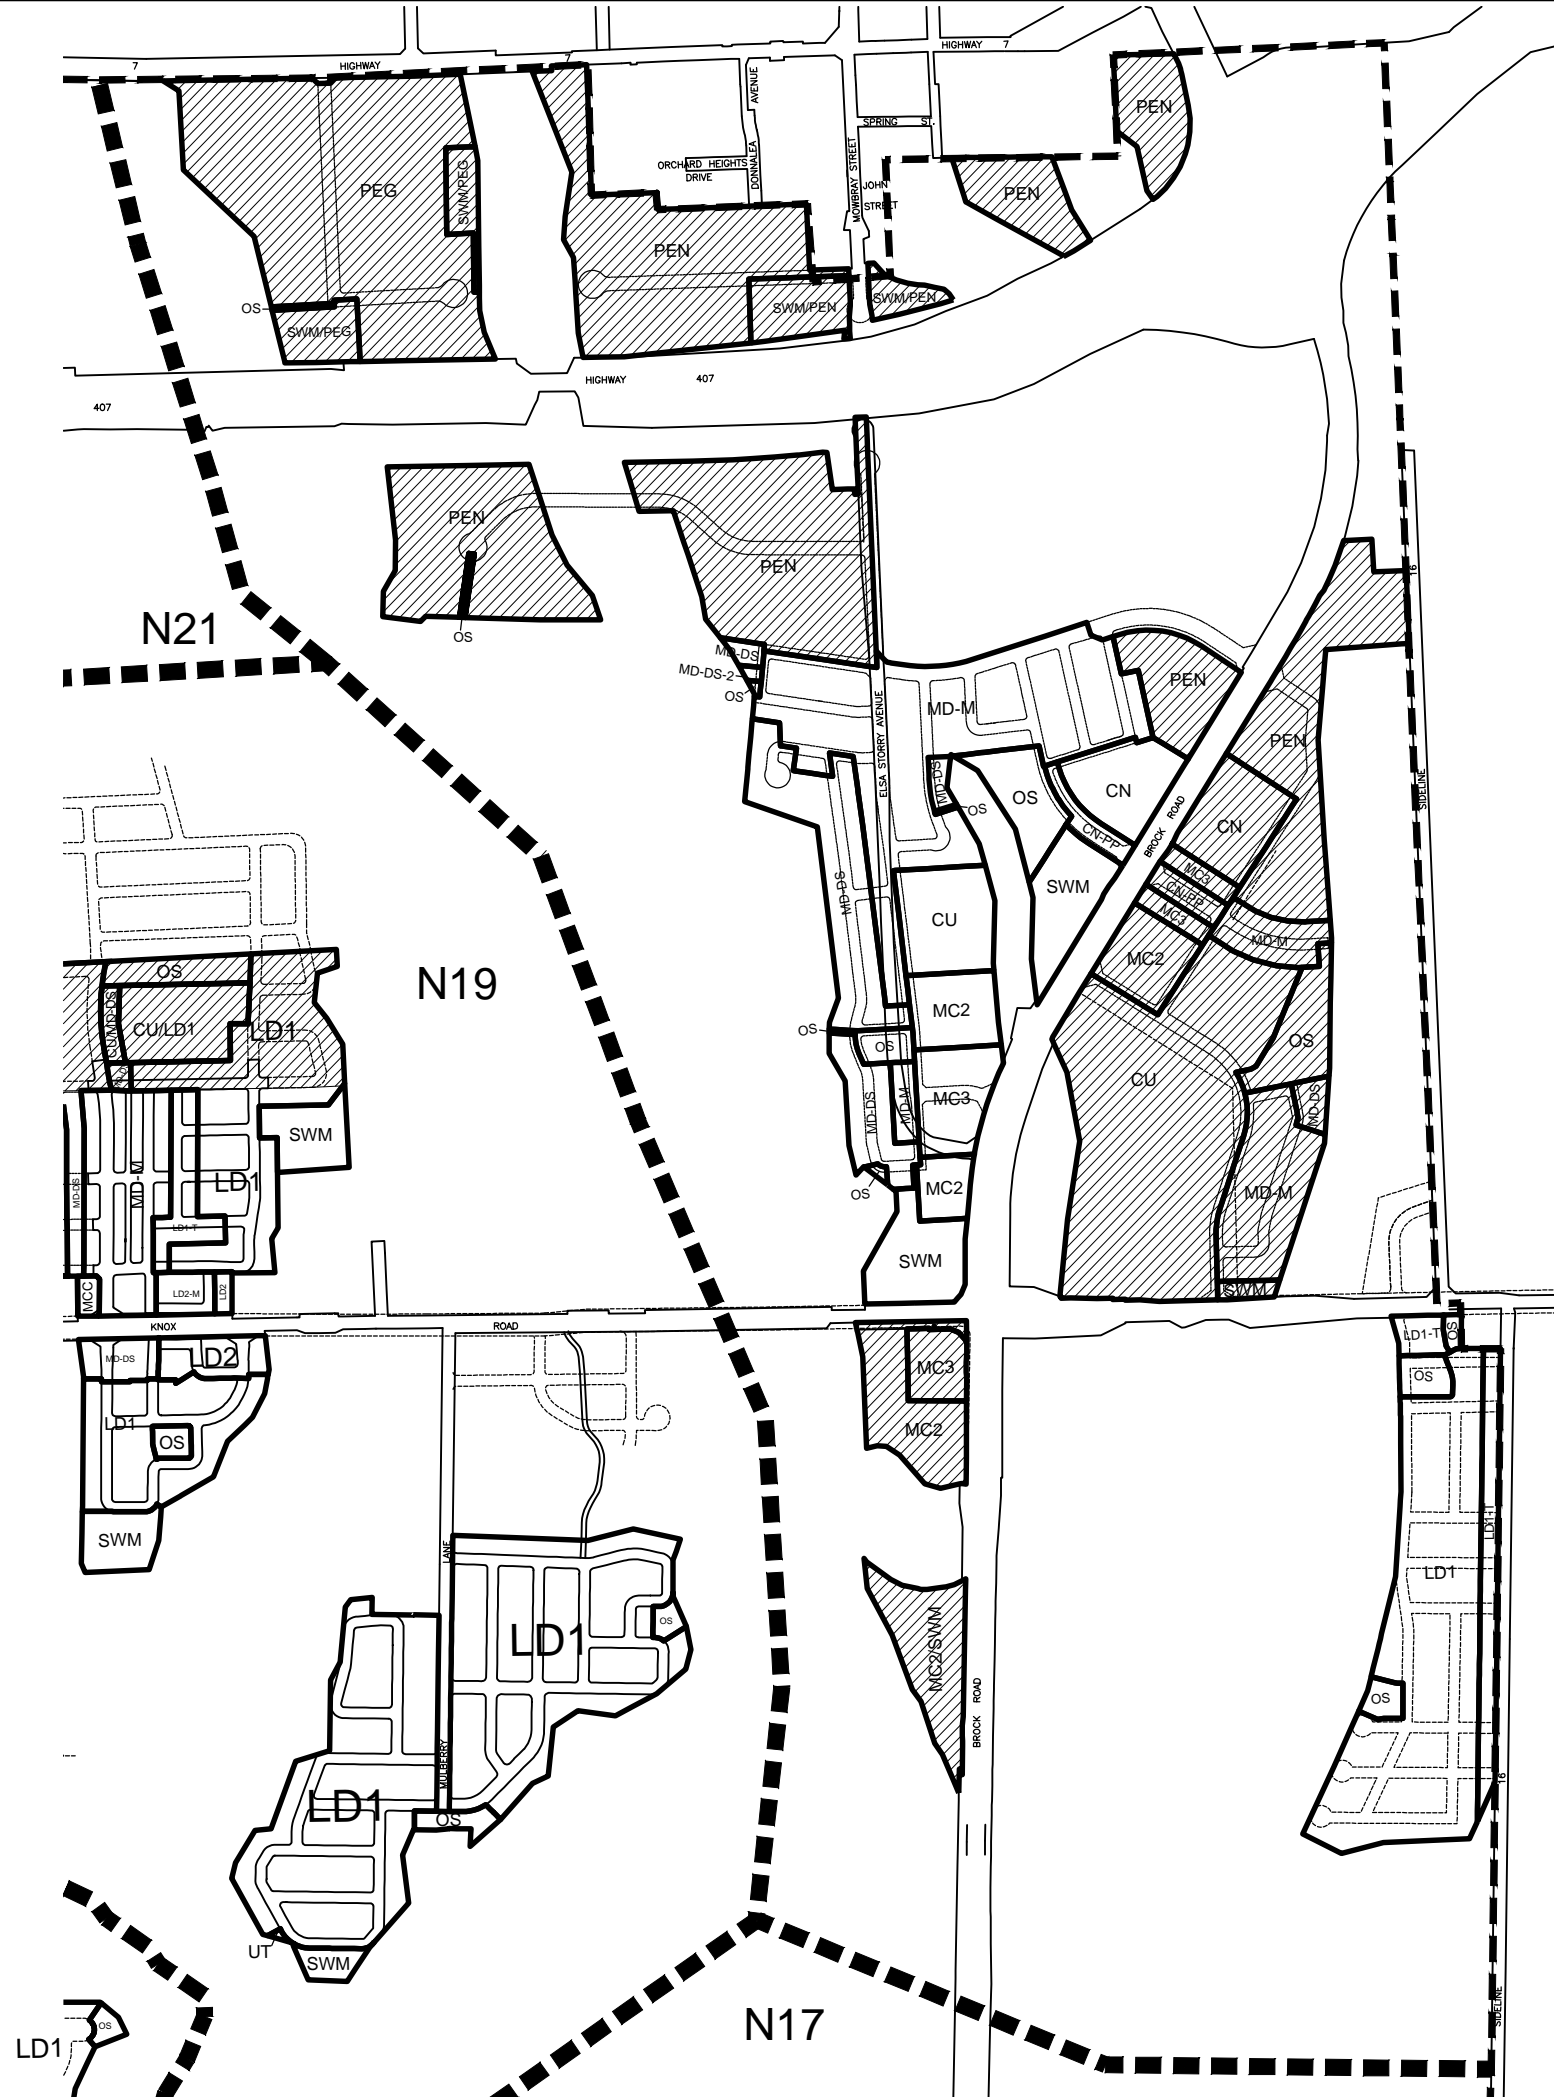 HIGHWAY 7
7
HIGHWAY
7
AVENUE
DONNALEA
SPRING ST.
ORCHARD HEIGHTS
DRIVE
MOWBRAY STREET
JOHN
STREET
PEN
PEG
SWM/PEG
PEN
PEN
OS
SWM/PEG
SWM/PEN
SWM/PEN
HIGHWAY 407
407
PEN
PEN
OS
16
N21
MD-DS
MD-DS-2
OS
ELSA STORRY AVENUE
MD-M
PEN
PEN
SIDELINE
MD-DS
OS
OS
CN
CN-PP
BROCK ROAD
CN
MC3
CN-PP
MC3
MD-M
SWM
MD-DS
CU
MC2
OS
N19
OS
CU/MD-DS
CU/LD1
LD1
MC2
OS
OS
CU
OS
MD-DS
MC3
MD-M
MD-DS
SWM
MD-DS
MD-M
LD1
LD1-T
OS
MC2
MD-M
SWM
SWM
MCC
LD2-M
LD2
KNOX ROAD
MD-DS
LD2
LD1
OS
MC3
MC2
LD1-T
OS
OS
SWM
LANE
LD1
OS
MC2/SWM
LD1-T
LD1
OS
BROCK ROAD
MULBERRY
LD1
OS
16
UT
SWM
SIDELINE
OS
LD1
N17